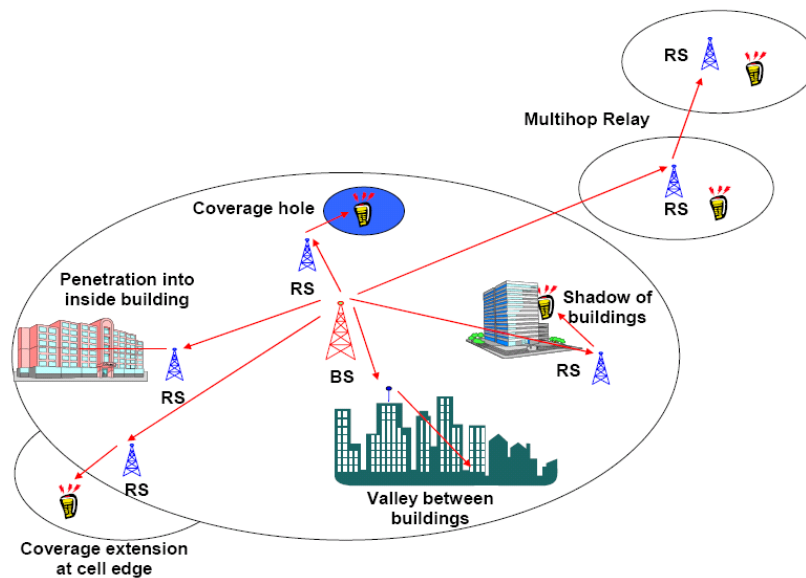 RS
Multihop Relay
RS
Coverage hole
RS
Penetration into
inside building
Shadow of
buildings
RS
BS
RS
RS
Valley between
buildings
Coverage extension
at cell edge